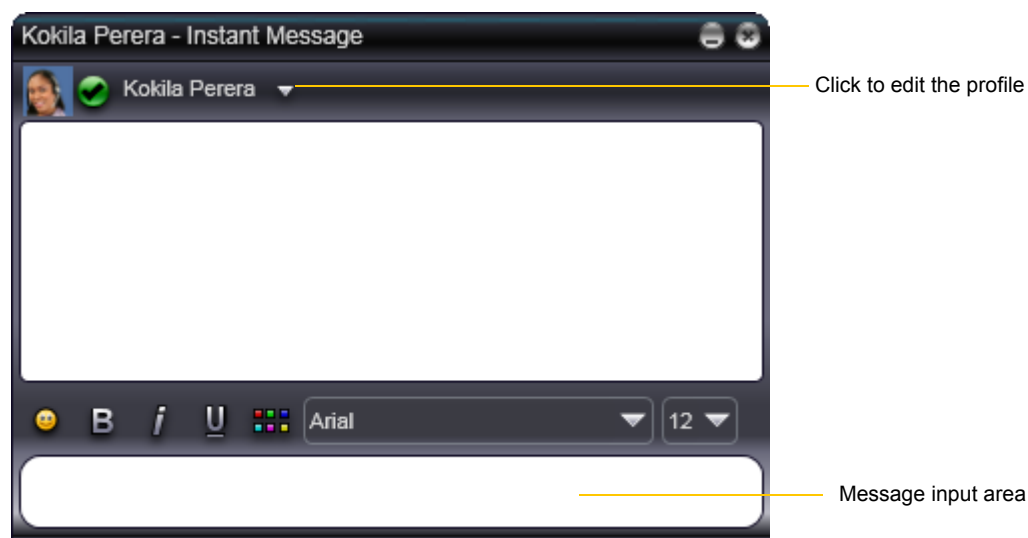 Kokila Perera - Instant Message
Kokila Perera
Click to edit the profile
B i U Arial 12
Message input area